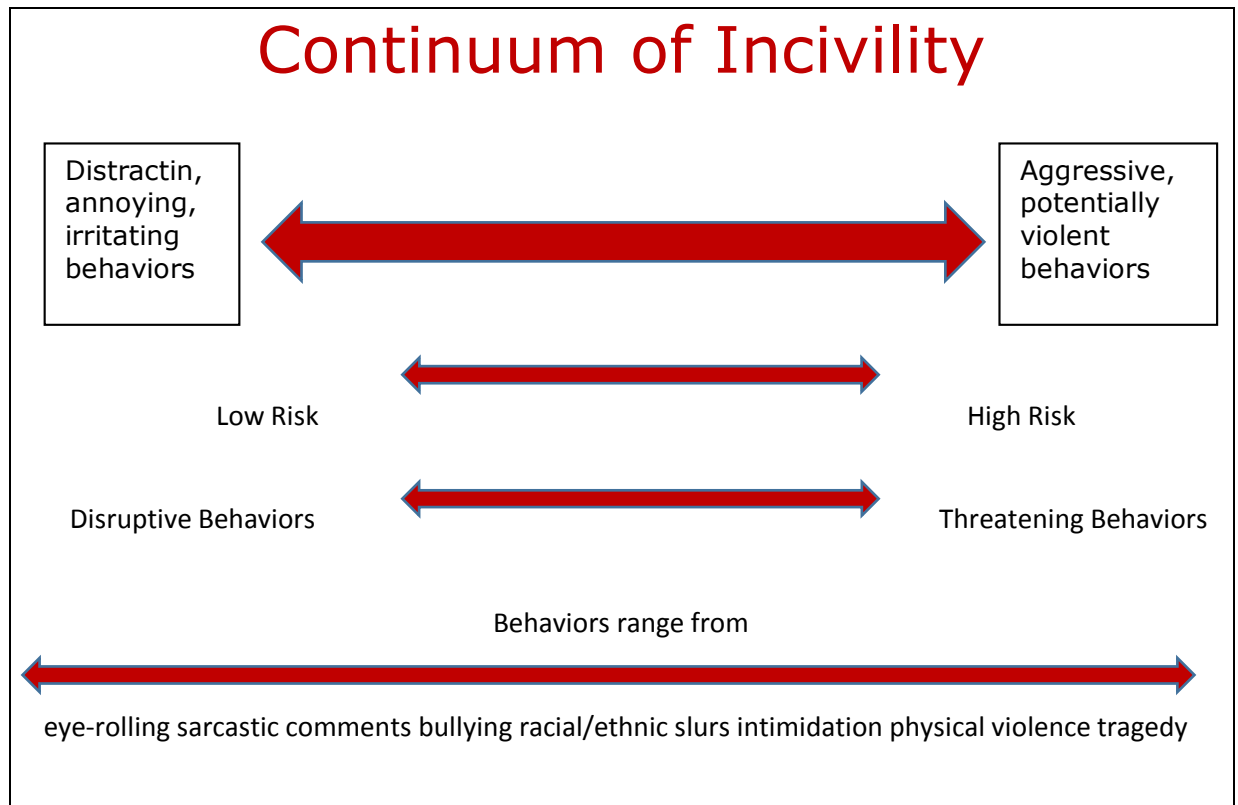 Continuum of Incivility
Distractin,
annoying,
irritating
behaviors
Aggressive,
potentially
violent
behaviors
Low Risk
High Risk
Disruptive Behaviors
Threatening Behaviors
Behaviors range from
eye-rolling sarcastic comments bullying racial/ethnic slurs intimidation physical violence tragedy